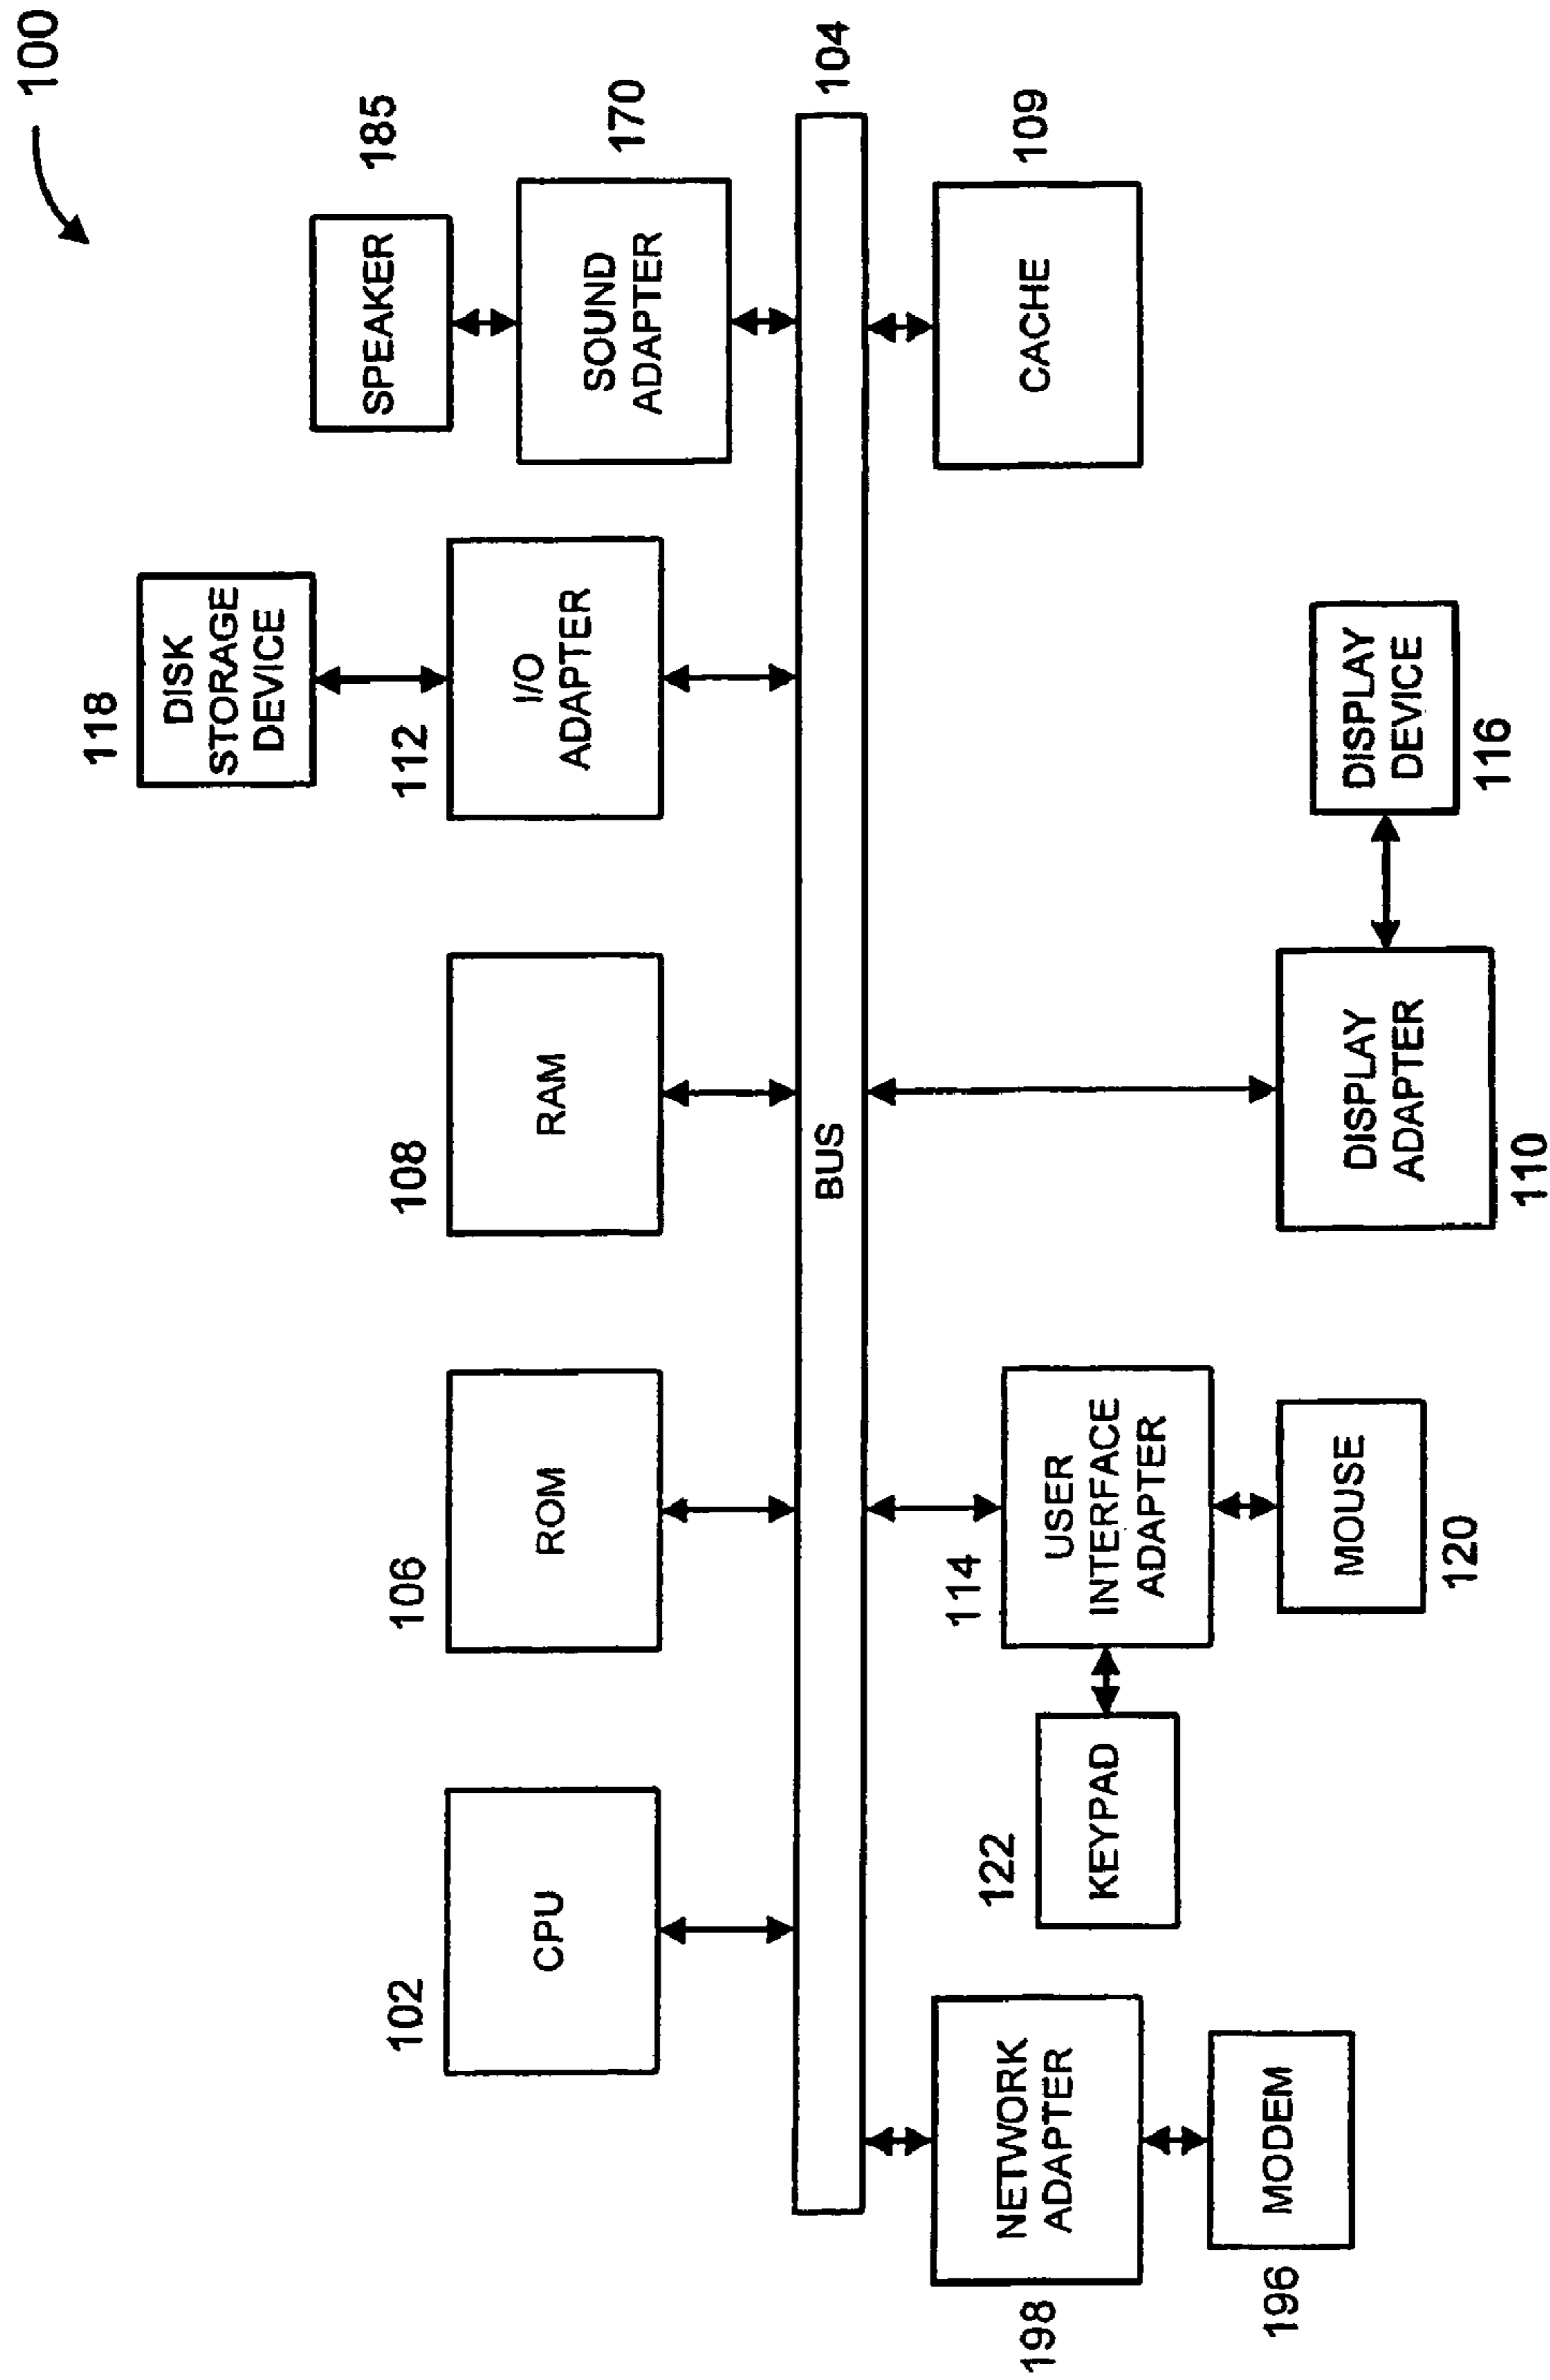 100
118
DISK
STORAGE
DEVICE
185
SPEAKER
102
CPU
106
ROM
108
RAM
112
I/O
ADAPTER
170
SOUND
ADAPTER
BUS
104
198
NETWORK
ADAPTER
114
USER
INTERFACE
ADAPTER
CACHE
109
122
KEYPAD
196
MODEM
MOUSE
120
DISPLAY
ADAPTER
110
DISPLAY
DEVICE
116